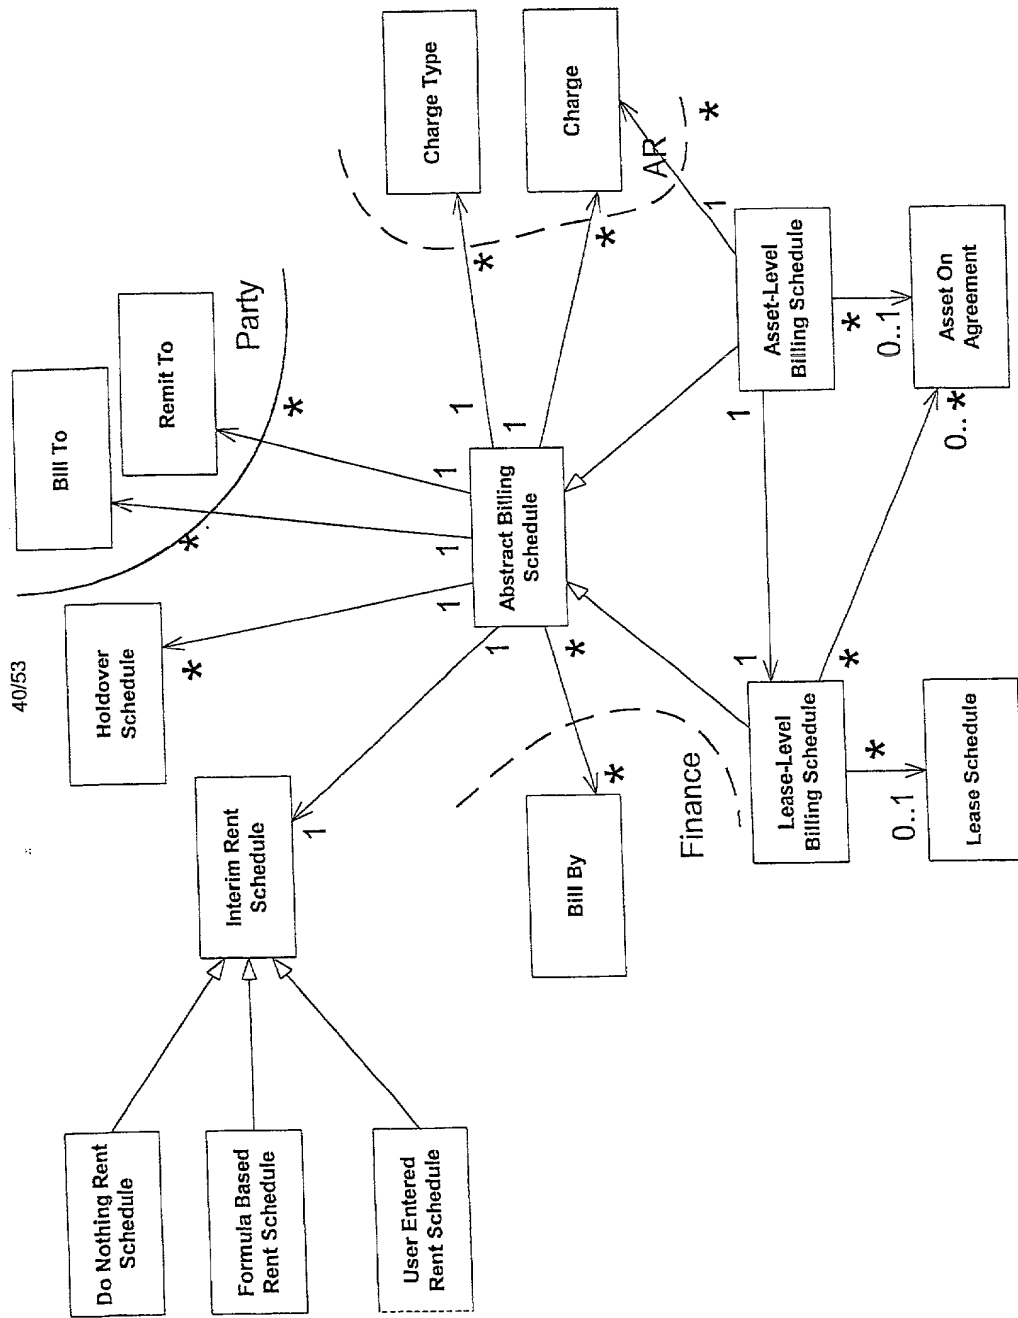 40/53
Do Nothing Rent
Schedule
Formula Based
Rent Schedule
User Entered
Rent Schedule
Interim Rent
Schedule
1
Holdover
Schedule
*
Bill To
*
Remit To
*
Party
Abstract Billing
Schedule
1
1
1
1
1
1
*
Charge Type
*
Charge
*
AR
*
1
Bill By
*
Finance
Lease-Level
Billing Schedule
1
*
*
0..1
Lease Schedule
Asset-Level
Billing Schedule
1
*
0..1
0..*
Asset On
Agreement